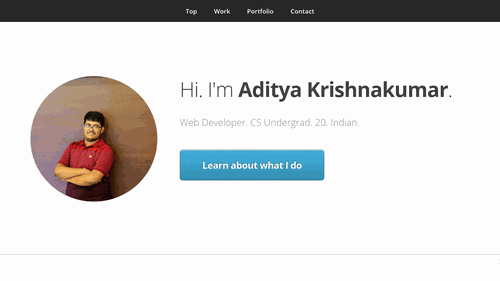 Top Work Portfolio Contact
Hi. I'm Aditya Krishnakumar.
Web Developer. CS Undergrad. 20. Indian.
Learn about what I do